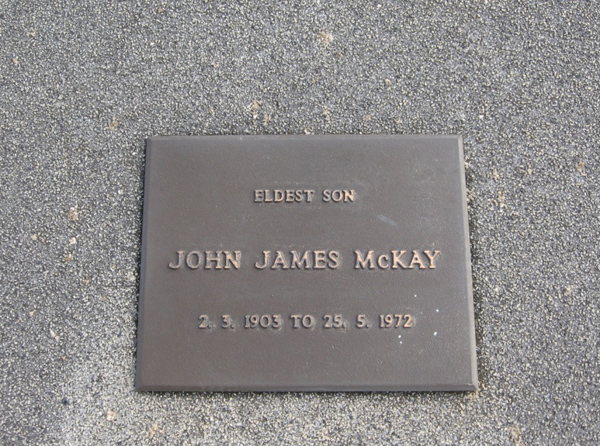 ELDEST SON
JOHN JAMES McKAY
2. 3. 1903 TO 25. 5. 1972